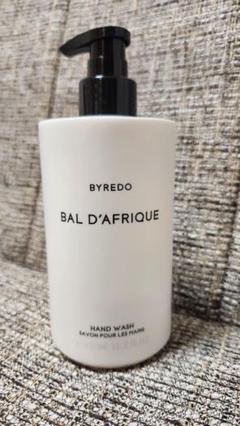 BYREDO
BAL D'AFRIQUE
HAND WASH
SAVON POUR LES MAINS